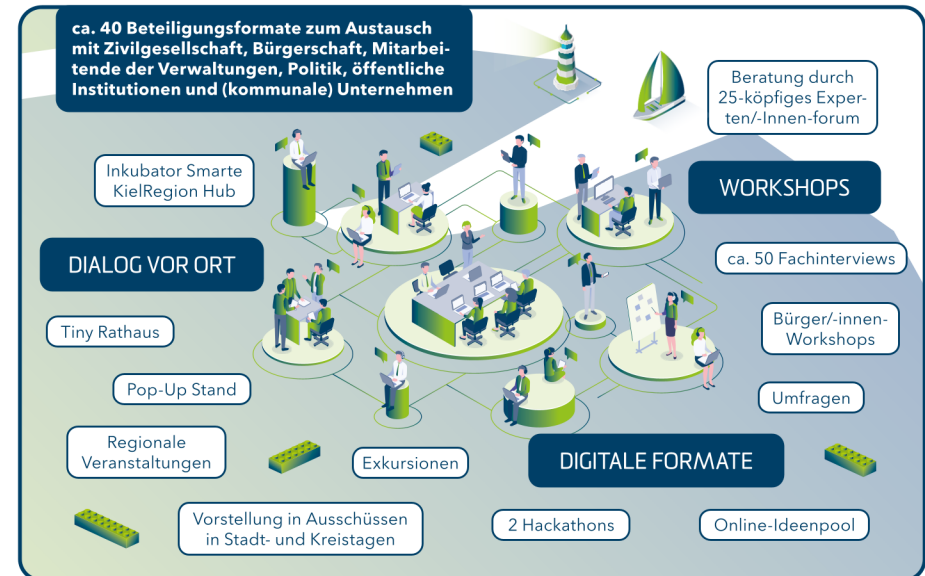 ca. 40 Beteiligungsformate zum Austausch
mit Zivilgesellschaft, Bürgerschaft, Mitarbei-
tende der Verwaltungen, Politik, öffentliche
Institutionen und (kommunale) Unternehmen
Beratung durch
25-köpfiges Exper-
ten/-Innen-forum
Inkubator Smarte
KielRegion Hub
WORKSHOPS
DIALOG VOR ORT
ca. 50 Fachinterviews
Tiny Rathaus
Bürger/-innen-
Workshops
Pop-Up Stand
Umfragen
Regionale
Veranstaltungen
Exkursionen
DIGITALE FORMATE
Vorstellung in Ausschüssen
in Stadt- und Kreistagen
2 Hackathons
Online-Ideenpool